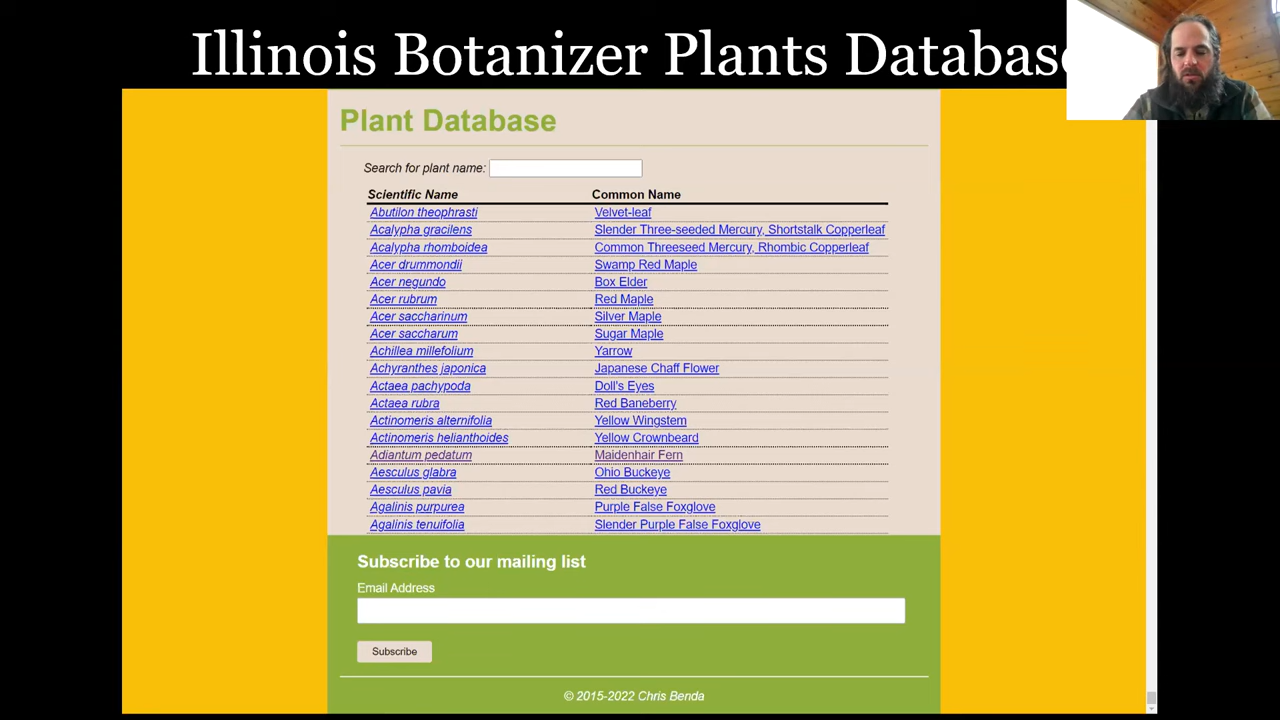 Illinois Botanizer Plants Database
Plant Database
Search for plant name:
Scientific Name Common Name
Abutilon theophrasti Velvet-leaf
Acalypha gracilens Slender Three-seeded Mercury, Shortstalk Copperleaf
Acalypha rhomboidea Common Threeseed Mercury, Rhombic Copperleaf
Acer drummondii Swamp Red Maple
Acer negundo Box Elder
Acer rubrum Red Maple
Acer saccharinum Silver Maple
Acer saccharum Sugar Maple
Achillea millefolium Yarrow
Achyranthes japonica Japanese Chaff Flower
Actaea pachypoda Doll's Eyes
Actaea rubra Red Baneberry
Actinomeris alternifolia Yellow Wingstem
Actinomeris helianthoides Yellow Crownbeard
Adiantum pedatum Maidenhair Fern
Aesculus glabra Ohio Buckeye
Aesculus pavia Red Buckeye
Agalinis purpurea Purple False Foxglove
Agalinis tenuifolia Slender Purple False Foxglove
Subscribe to our mailing list
Email Address
Subscribe
© 2015-2022 Chris Benda